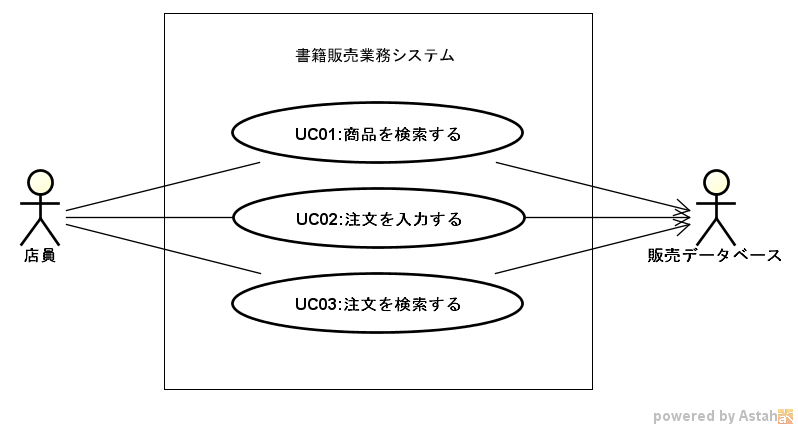 書籍販売業務システム
UC01:商品を検索する
UC02:注文を入力する
UC03:注文を検索する
店員
販売データベース
powered by Astah